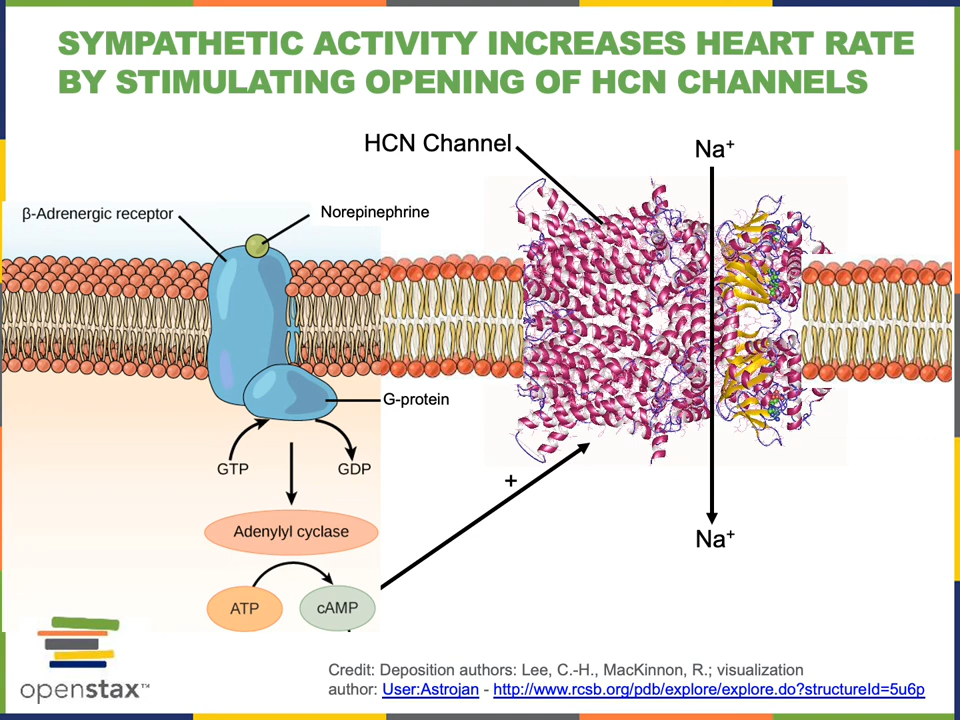 SYMPATHETIC ACTIVITY INCREASES HEART RATE
BY STIMULATING OPENING OF HCN CHANNELS
HCN Channel
Na⁺
β-Adrenergic receptor
Norepinephrine
G-protein
GTP
GDP
+
Adenylyl cyclase
Na⁺
ATP
cAMP
openstax™
Credit: Deposition authors: Lee, C.-H., MacKinnon, R.; visualization
author: User:Astrojan - http://www.rcsb.org/pdb/explore/explore.do?structureId=5u6p